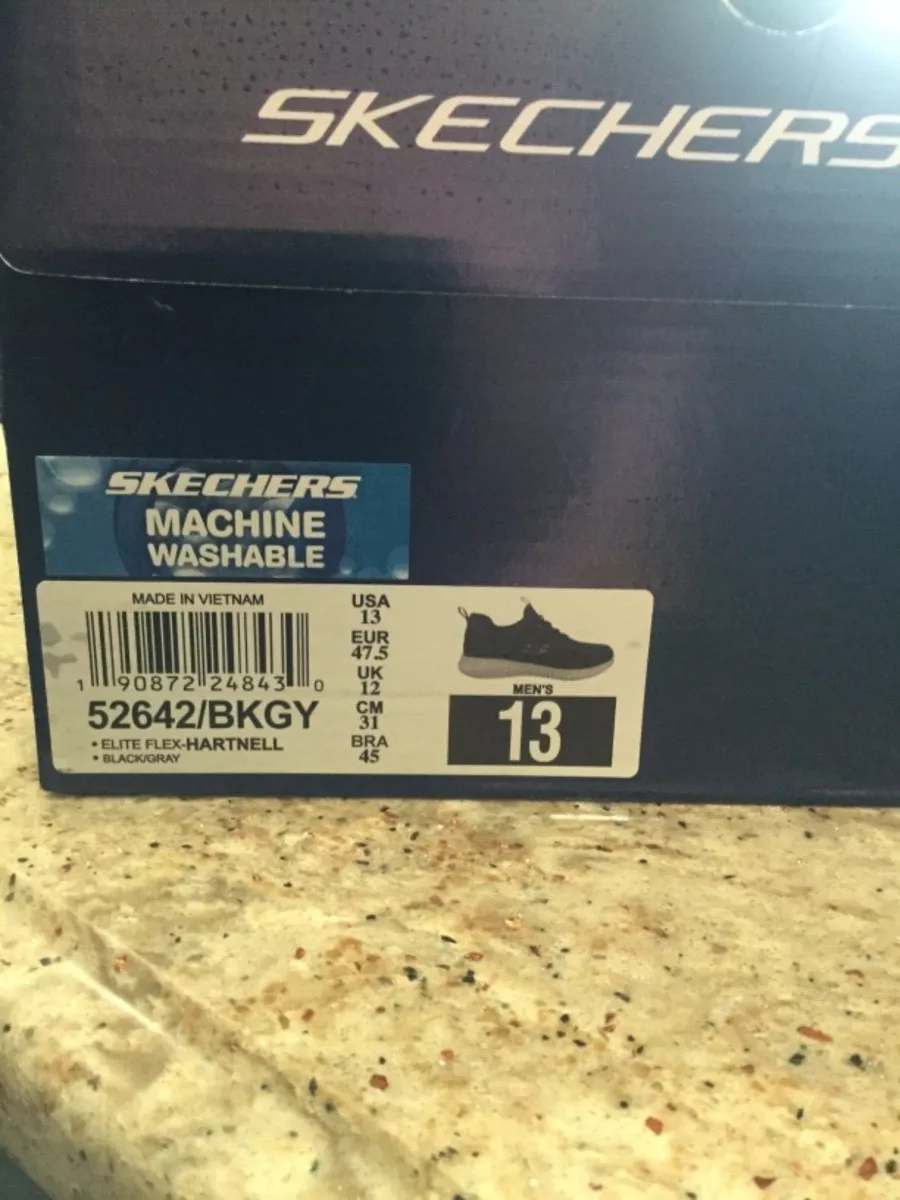 SKECHERS
SKECHERS
MACHINE
WASHABLE
MADE IN VIETNAM
1 90872 24843 0
52642/BKGY
• ELITE FLEX-HARTNELL
• BLACK/GRAY
USA
13
EUR
47.5
UK
12
CM
31
BRA
45
MEN'S
13